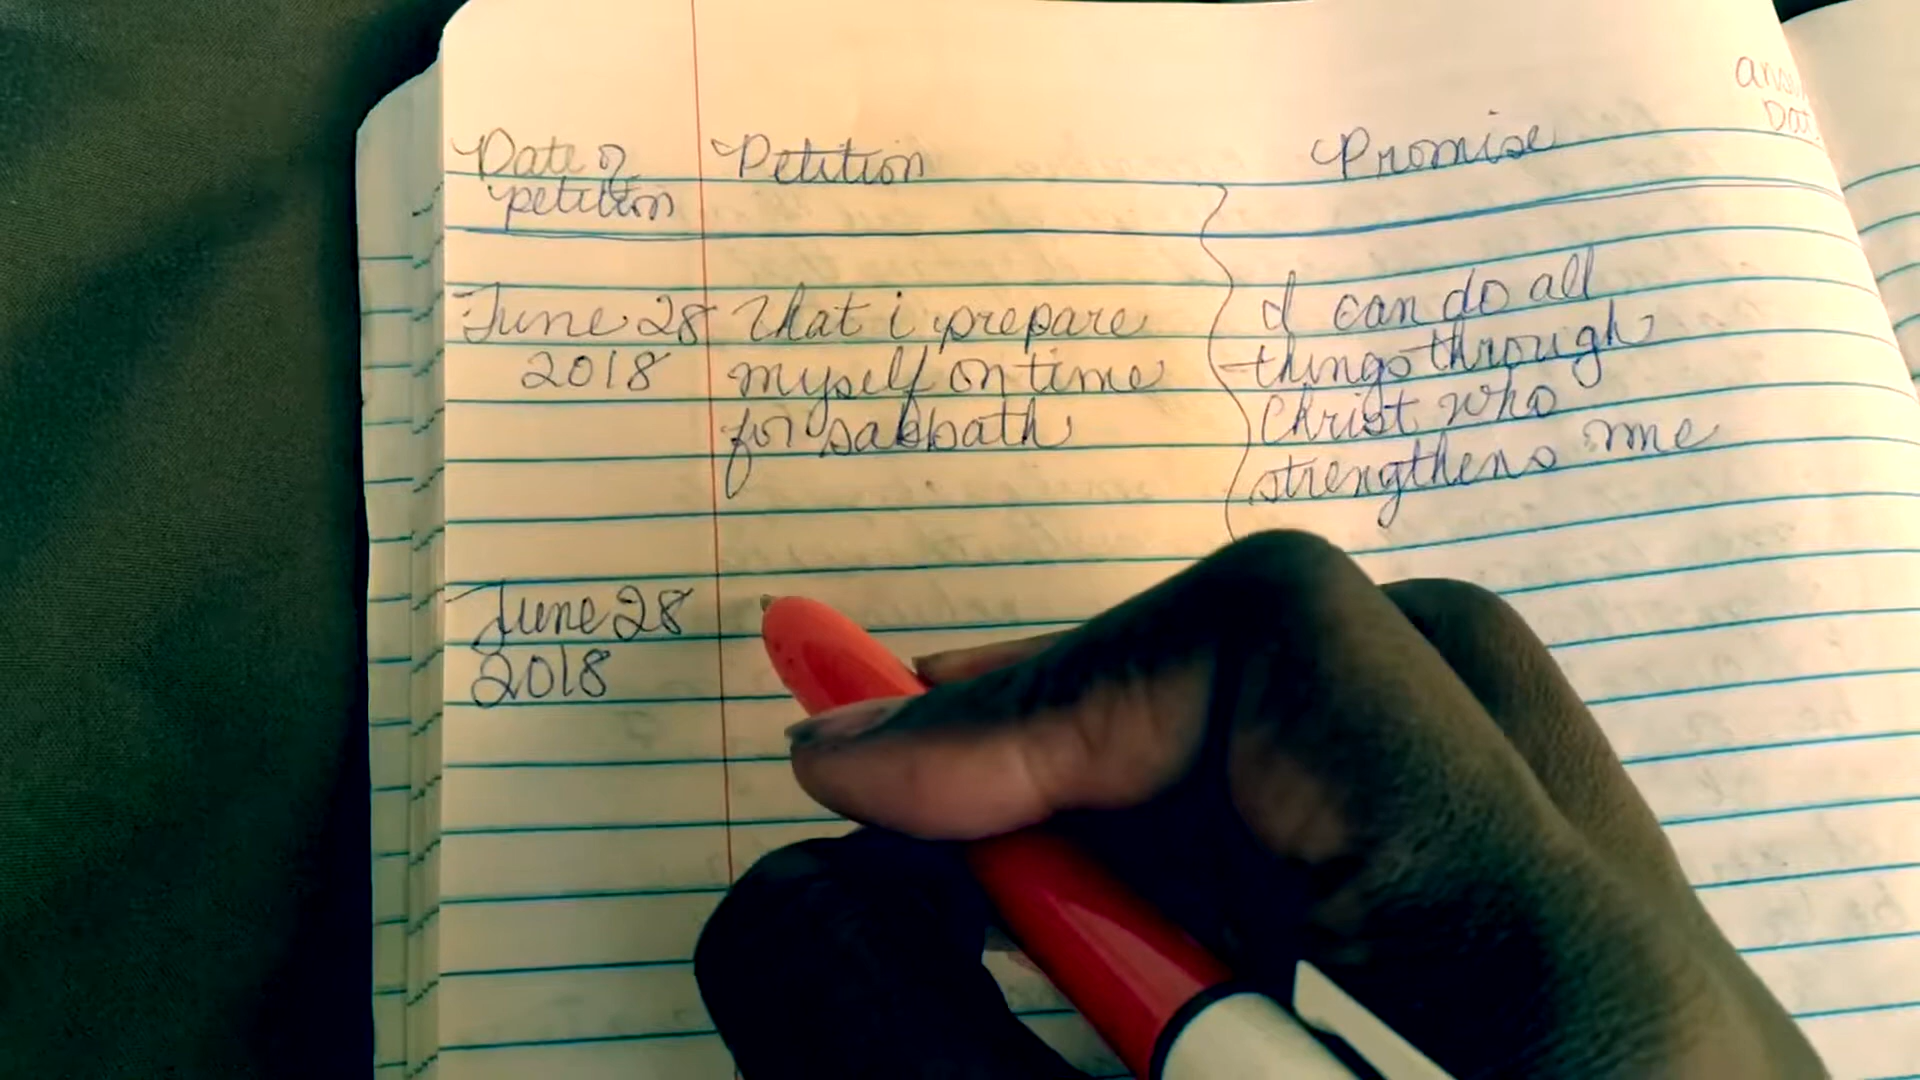 Date of Petition Promise
petition
June 28 That i prepare I can do all
2018 myself on time things through
for sabbath Christ who
strengthens me
June 28
2018